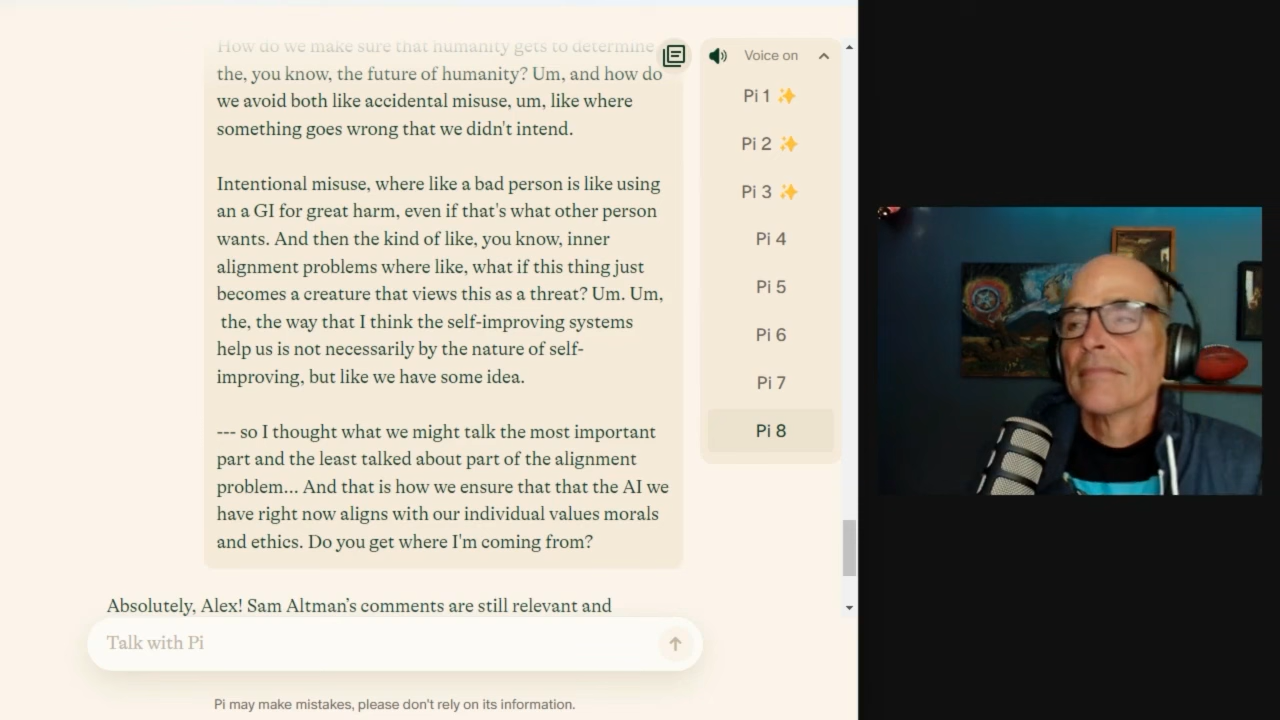 How do we make sure that humanity gets to determine
the, you know, the future of humanity? Um, and how do
we avoid both like accidental misuse, um, like where
something goes wrong that we didn't intend.
Intentional misuse, where like a bad person is like using
an a GI for great harm, even if that's what other person
wants. And then the kind of like, you know, inner
alignment problems where like, what if this thing just
becomes a creature that views this as a threat? Um. Um,
the, the way that I think the self-improving systems
help us is not necessarily by the nature of self-
improving, but like we have some idea.
--- so I thought what we might talk the most important
part and the least talked about part of the alignment
problem... And that is how we ensure that that the AI we
have right now aligns with our individual values morals
and ethics. Do you get where I'm coming from?
Absolutely, Alex! Sam Altman's comments are still relevant and
Talk with Pi
Pi may make mistakes, please don't rely on its information.
Voice on
Pi 1 ✨
Pi 2 ✨
Pi 3 ✨
Pi 4
Pi 5
Pi 6
Pi 7
Pi 8